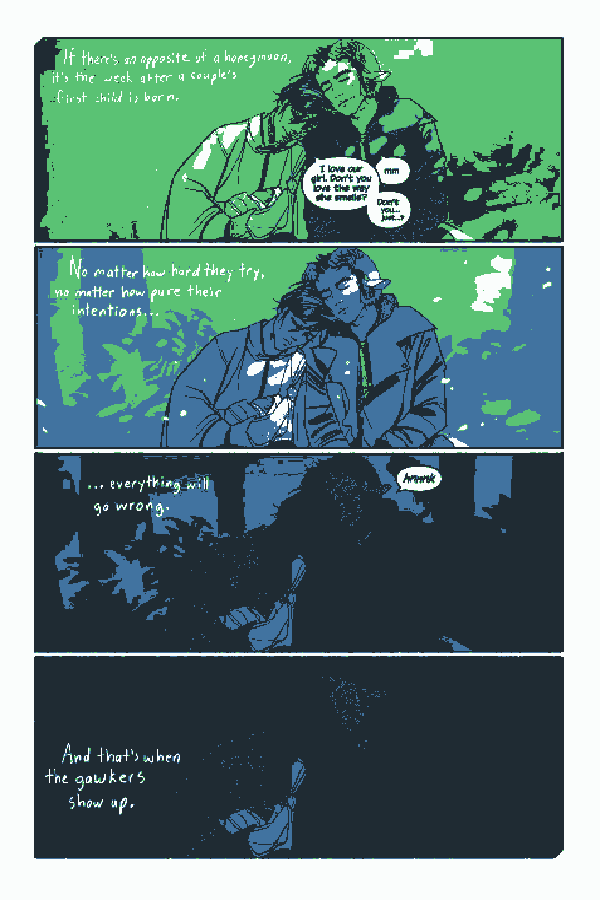 If there's an opposite of a honeymoon,
it's the week after a couple's
first child is born.
I love our
girl. Don't you
love the way
she smells?
mm
Don't
you...
just...?
No matter how hard they try,
no matter how pure their
intentions...
... everything will
go wrong.
And that's when
the gawkers
show up.